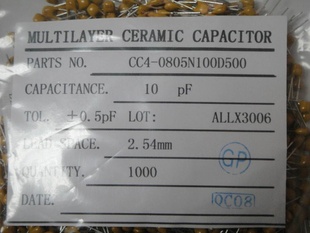 MULTILAYER CERAMIC CAPACITOR
PARTS NO. CC4-0805N100D500
CAPACITANCE. 10 pF
TOL. ±0.5pF LOT: ALLX3006
LEAD SPACE. 2.54mm
QUANTITY. 1000
GP
DATE. QC08